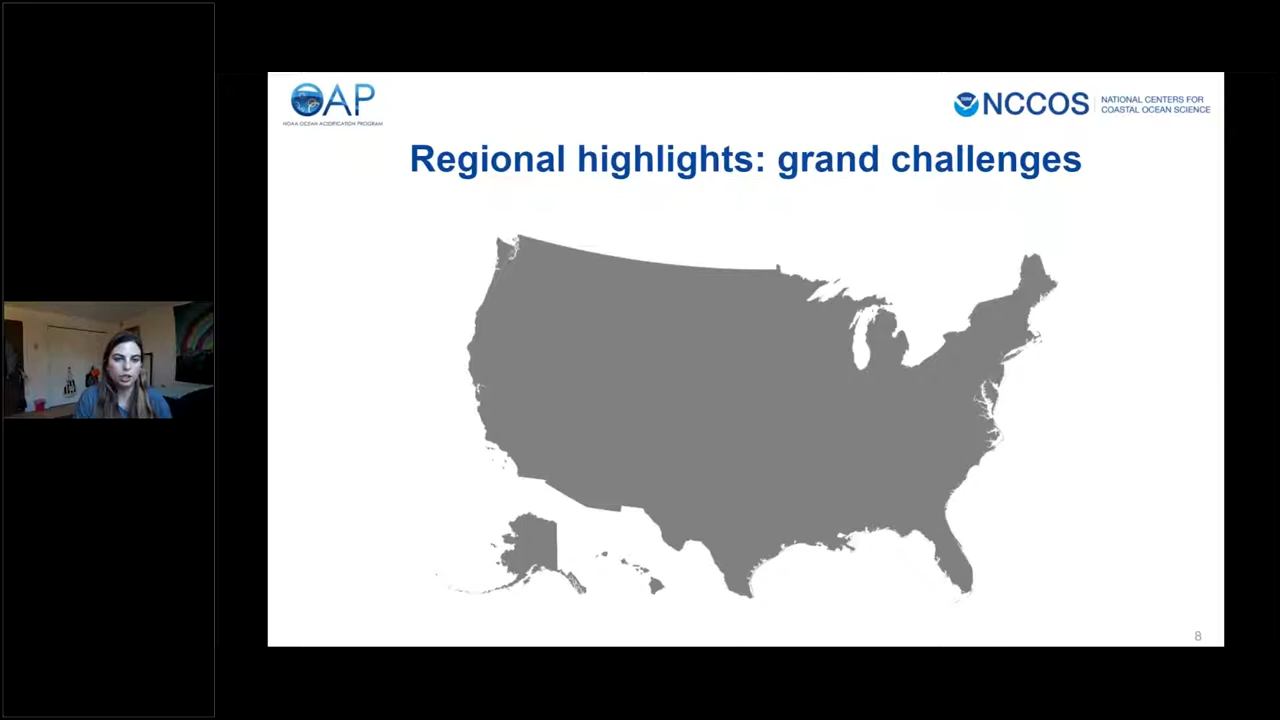 OAP
NOAA OCEAN ACIDIFICATION PROGRAM
NCCOS
NATIONAL CENTERS FOR
COASTAL OCEAN SCIENCE
Regional highlights: grand challenges
8